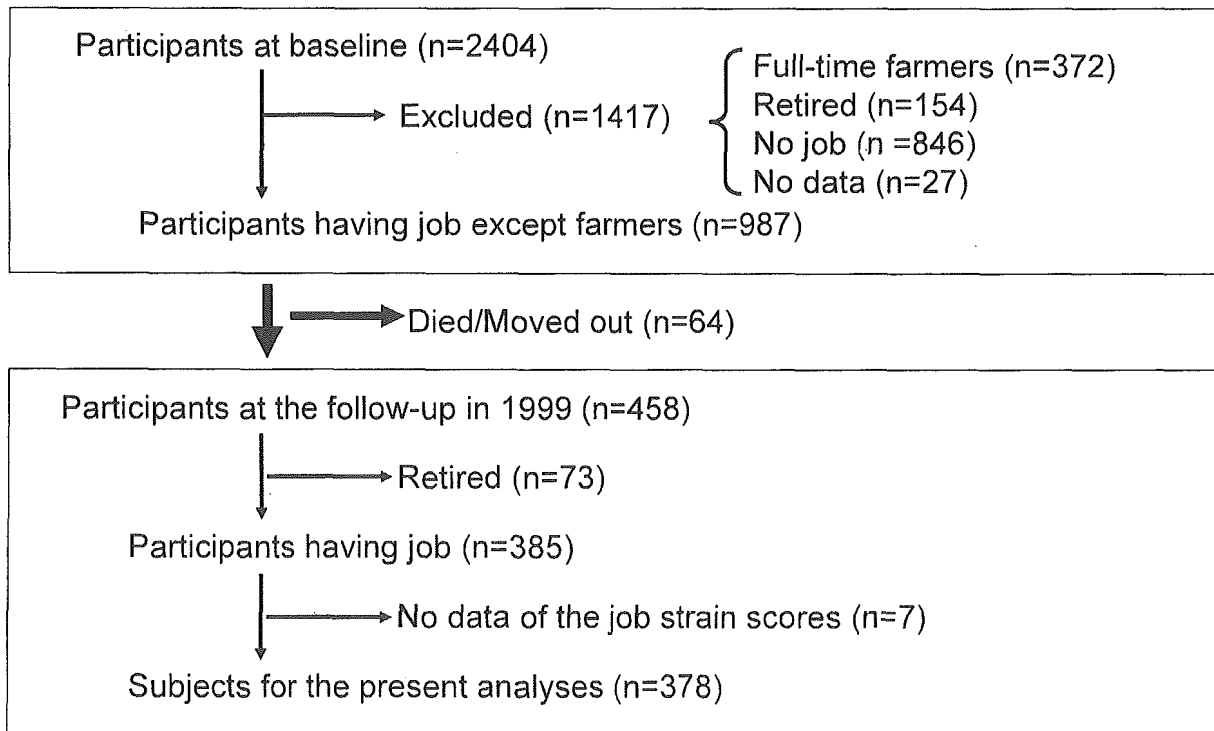 Participants at baseline (n=2404)
Excluded (n=1417)
Full-time farmers (n=372)
Retired (n=154)
No job (n =846)
No data (n=27)
Participants having job except farmers (n=987)
Died/Moved out (n=64)
Participants at the follow-up in 1999 (n=458)
Retired (n=73)
Participants having job (n=385)
No data of the job strain scores (n=7)
Subjects for the present analyses (n=378)